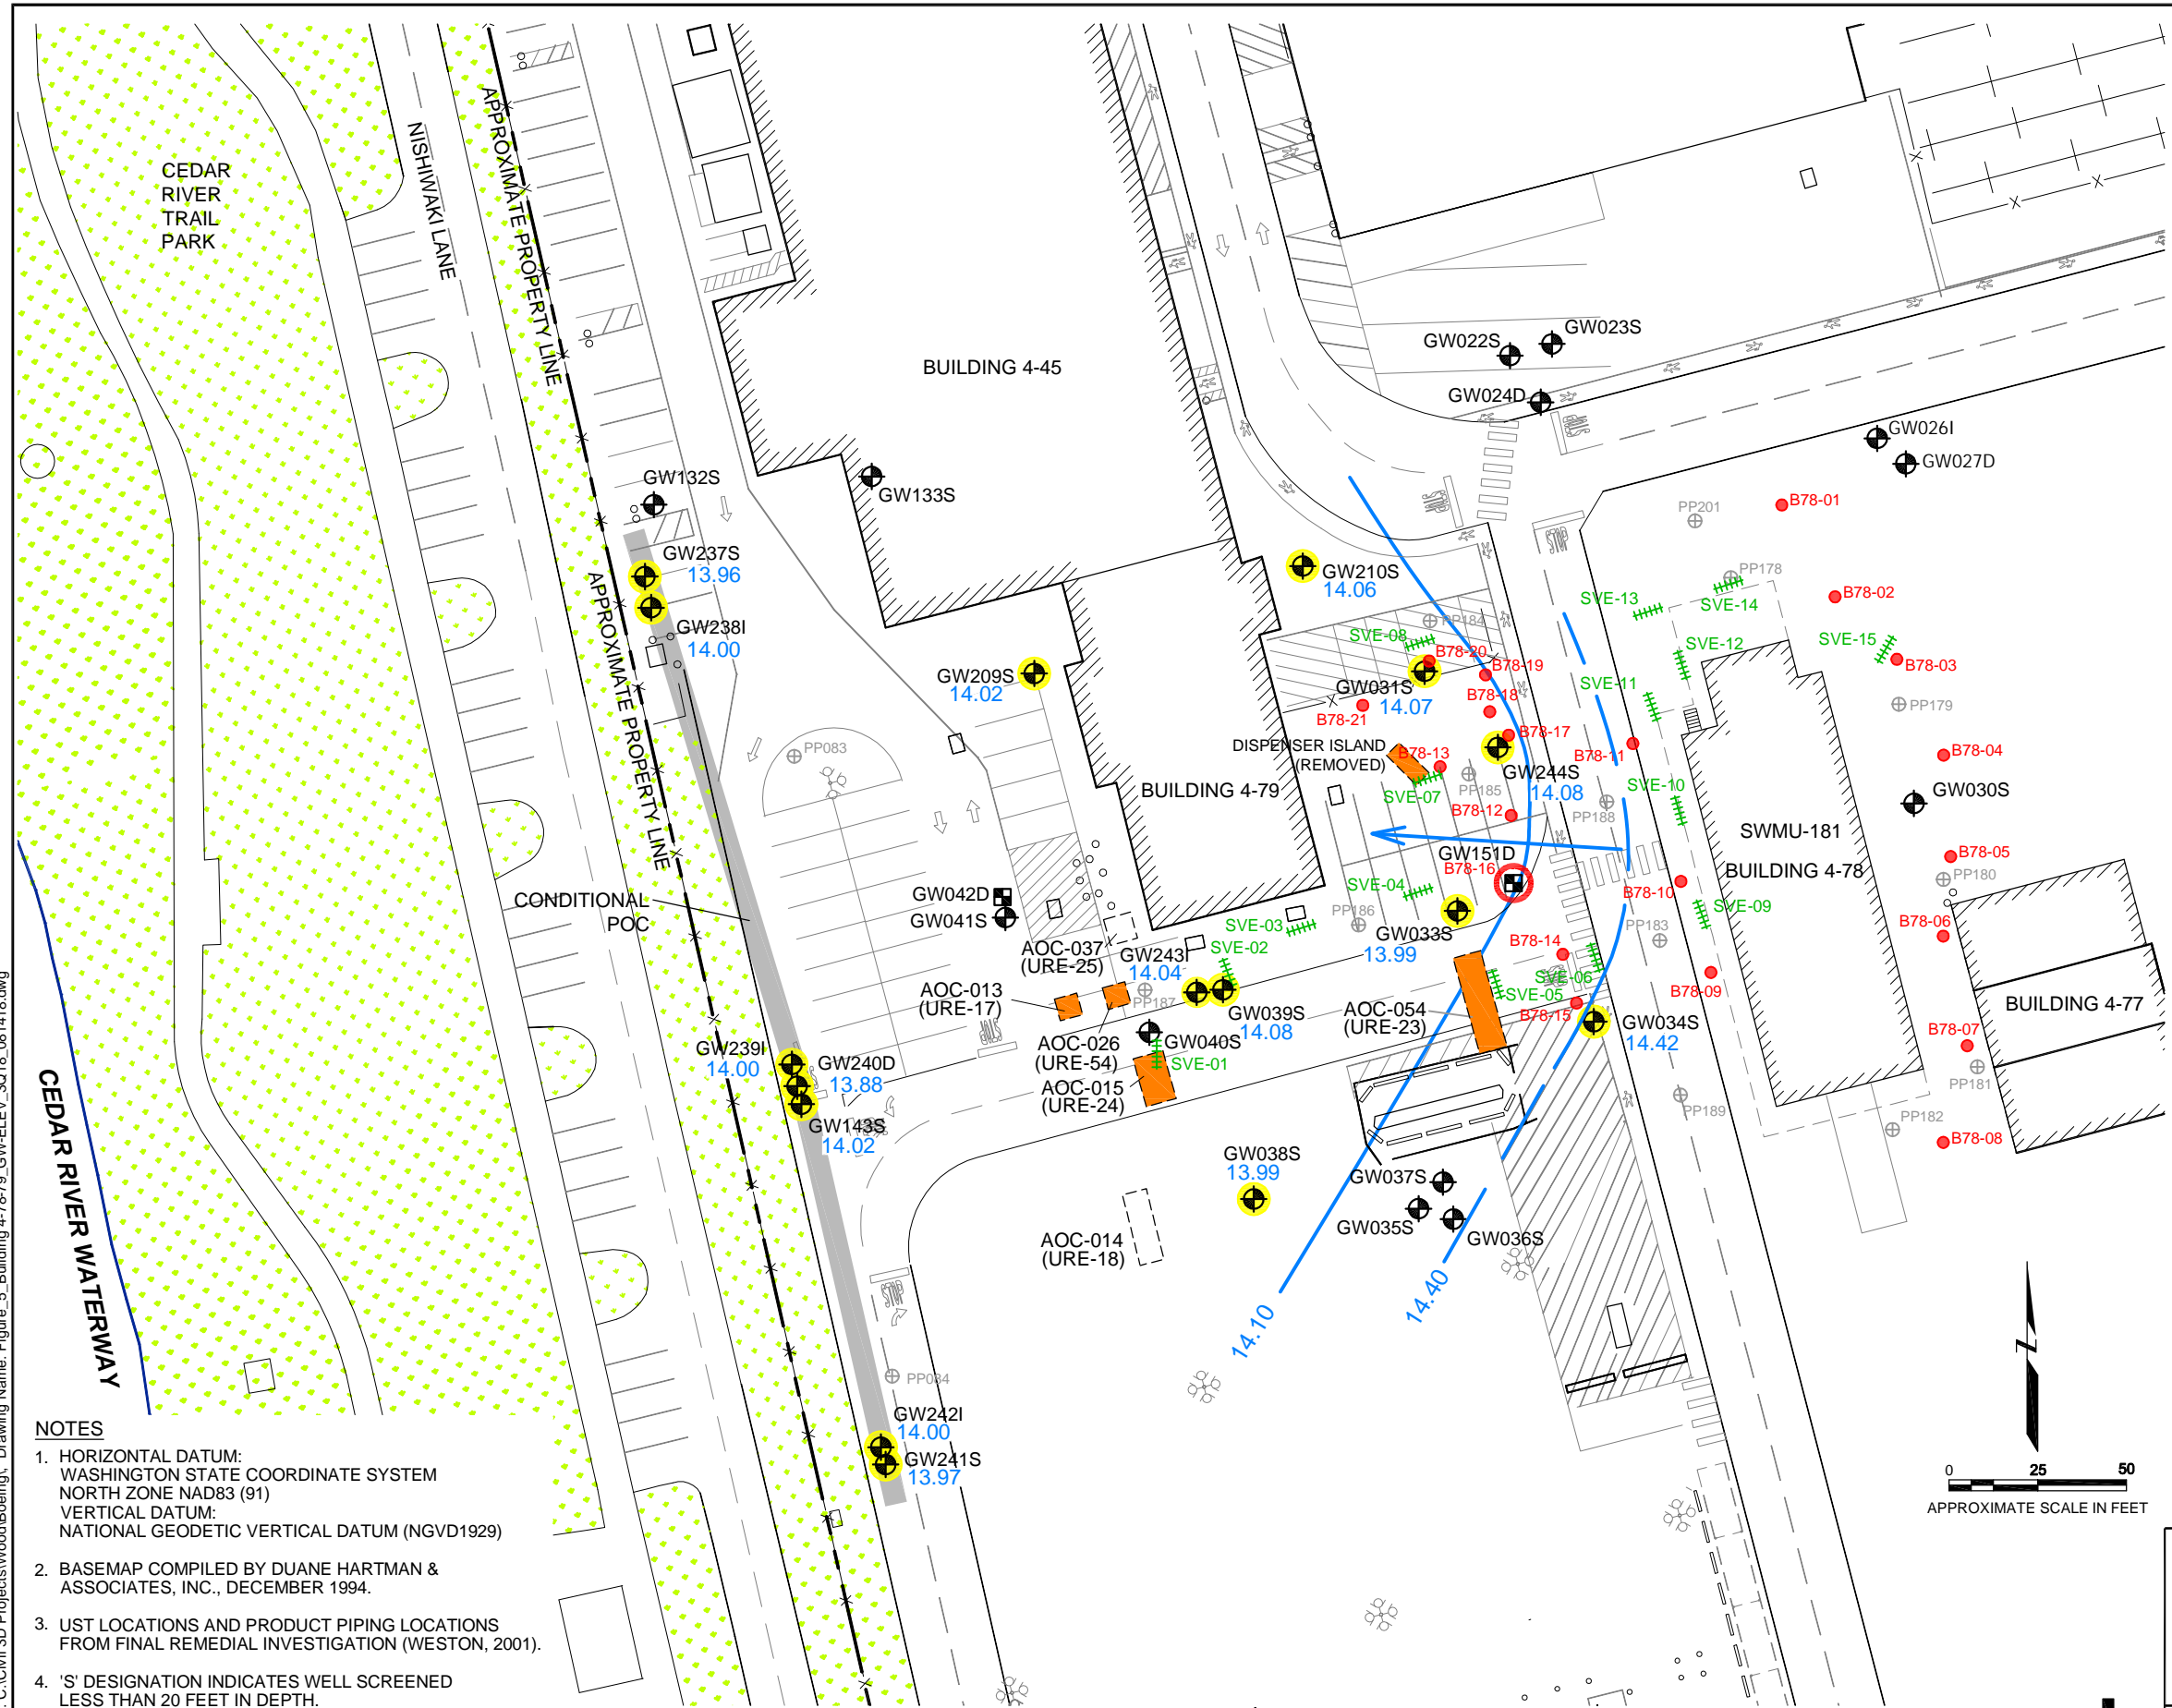 CEDAR
RIVER
TRAIL
PARK
NISHIWAKI LANE
APPROXIMATE PROPERTY LINE
APPROXIMATE PROPERTY LINE
BUILDING 4-45
GW022S
GW023S
GW024D
STOP
GW026I
GW027D
GW132S
GW133S
GW237S
13.96
GW238I
14.00
GW209S
14.02
GW210S
14.06
STOP
STOP
PP201
B78-01
PP178
B78-02
SVE-13
SVE-14
SVE-12
SVE-15
B78-03
SVE-11
PP179
PP184
SVE-08
B78-20
B78-19
GW031S
14.07
B78-18
B78-21
B78-17
DISPENSER ISLAND
(REMOVED)
B78-13
GW244S
14.08
PP185
SVE-07
B78-12
B78-11
SVE-10
PP188
B78-04
GW030S
BUILDING 4-79
SWMU-181
BUILDING 4-78
PP083
GW151D
B78-16
SVE-04
B78-05
PP180
B78-10
SVE-09
B78-06
PP183
CONDITIONAL
POC
GW042D
GW041S
PP186
SVE-03
GW033S
13.99
SVE-02
B78-14
AOC-037
(URE-25)
GW243I
14.04
PP187
AOC-013
(URE-17)
GW039S
14.08
AOC-054
(URE-23)
SVE-06
SVE-05
B78-15
B78-09
GW034S
14.42
BUILDING 4-77
STOP
AOC-026
(URE-54)
GW040S
SVE-01
AOC-015
(URE-24)
B78-07
PP181
GW239I
14.00
GW240D
13.88
GW143S
14.02
PP189
PP182
B78-08
CEDAR RIVER WATERWAY
GW038S
13.99
GW037S
GW035S
GW036S
AOC-014
(URE-18)
STOP
14.10
14.40
PP084
GW242I
14.00
GW241S
13.97
Z
0 25 50
APPROXIMATE SCALE IN FEET
NOTES
1. HORIZONTAL DATUM:
WASHINGTON STATE COORDINATE SYSTEM
NORTH ZONE NAD83 (91)
VERTICAL DATUM:
NATIONAL GEODETIC VERTICAL DATUM (NGVD1929)
2. BASEMAP COMPILED BY DUANE HARTMAN &
ASSOCIATES, INC., DECEMBER 1994.
3. UST LOCATIONS AND PRODUCT PIPING LOCATIONS
FROM FINAL REMEDIAL INVESTIGATION (WESTON, 2001).
4. 'S' DESIGNATION INDICATES WELL SCREENED
LESS THAN 20 FEET IN DEPTH.